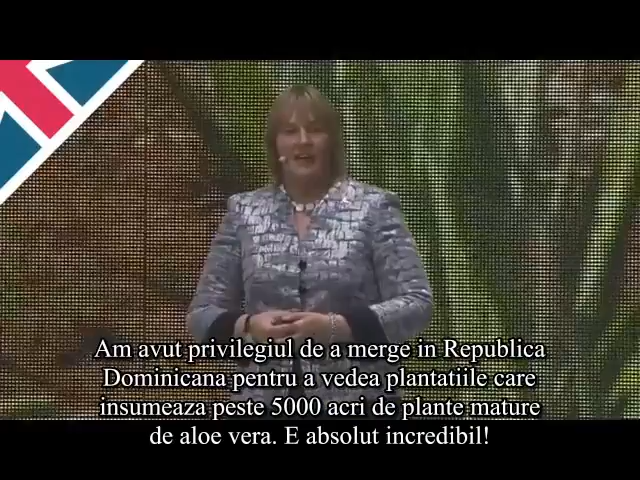 Am avut privilegiul de a merge in Republica
Dominicana pentru a vedea plantatiile care
insumeaza peste 5000 acri de plante mature
de aloe vera. E absolut incredibil!